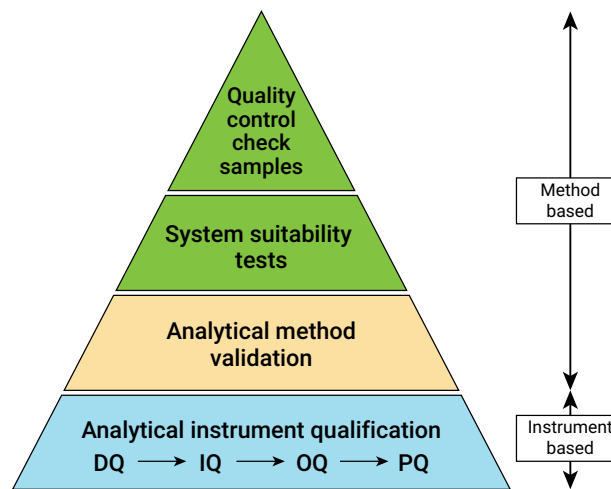 Quality
control
check
samples
System suitability
tests
Analytical method
validation
Analytical instrument qualification
DQ IQ OQ PQ
Method
based
Instrument
based